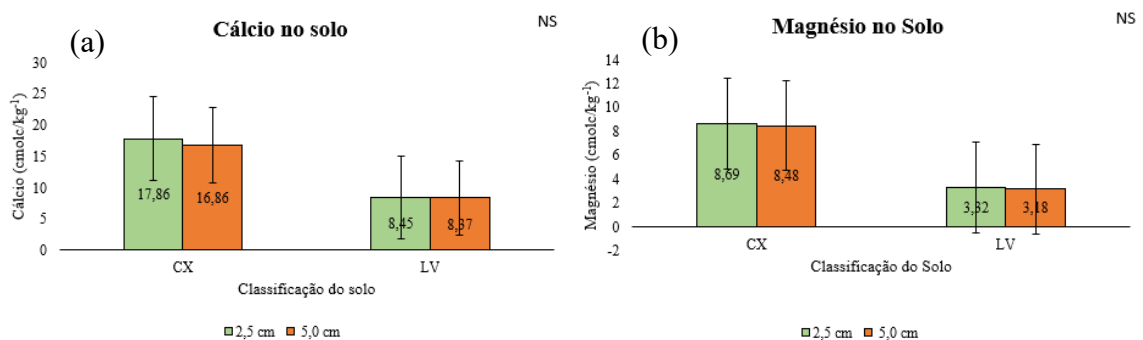 (a)
Cálcio no solo
NS
Cálcio (cmolc/kg⁻¹)
30
25
20
15
10
5
0
17,86
16,86
8,45
8,37
CX
LV
Classificação do solo
2,5 cm
5,0 cm
(b)
Magnésio no Solo
NS
Magnésio (cmolc/kg⁻¹)
14
12
10
8
6
4
2
0
-2
8,69
8,48
3,32
3,18
CX
LV
Classificação do Solo
2,5 cm
5,0 cm